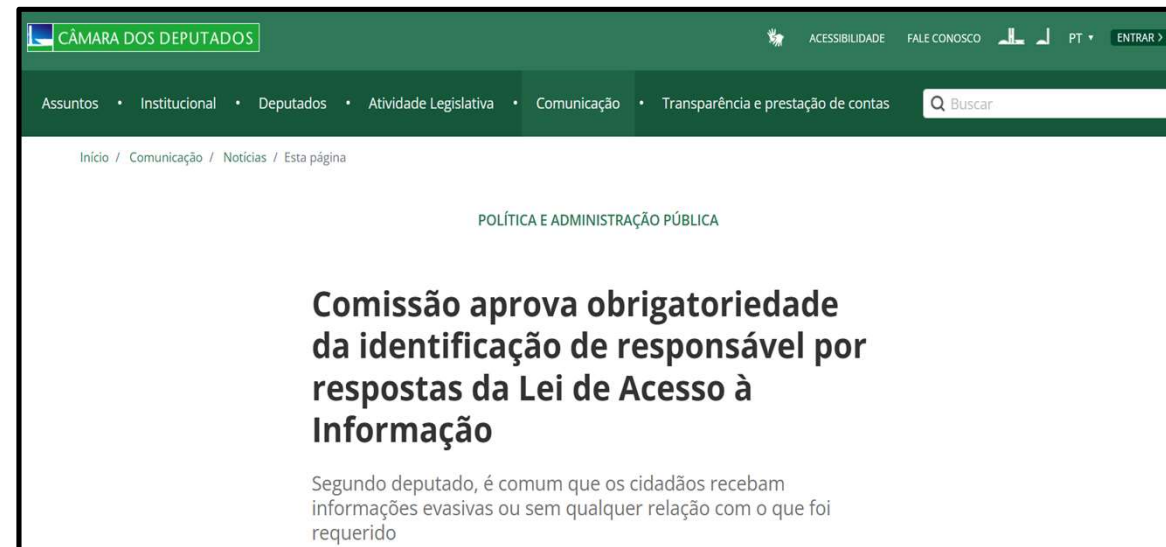 CÂMARA DOS DEPUTADOS
ACESSIBILIDADE FALE CONOSCO PT ENTRAR >
Assuntos • Institucional • Deputados • Atividade Legislativa • Comunicação • Transparência e prestação de contas Buscar
Início / Comunicação / Notícias / Esta página
POLÍTICA E ADMINISTRAÇÃO PÚBLICA
Comissão aprova obrigatoriedade
da identificação de responsável por
respostas da Lei de Acesso à
Informação
Segundo deputado, é comum que os cidadãos recebam
informações evasivas ou sem qualquer relação com o que foi
requerido